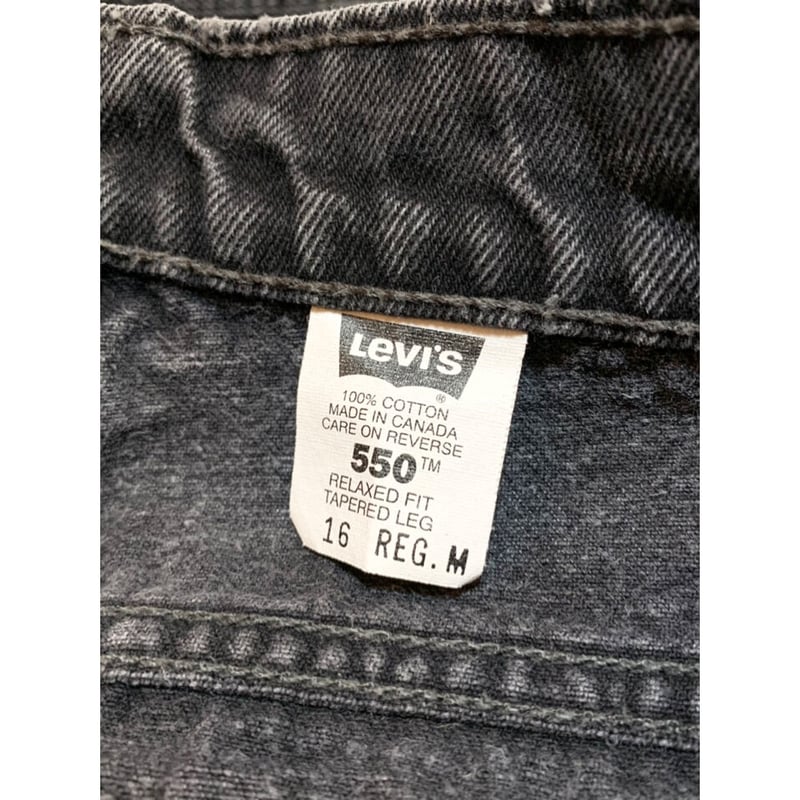 Levi's
®
100% COTTON
MADE IN CANADA
CARE ON REVERSE
550™
RELAXED FIT
TAPERED LEG
16 REG. M